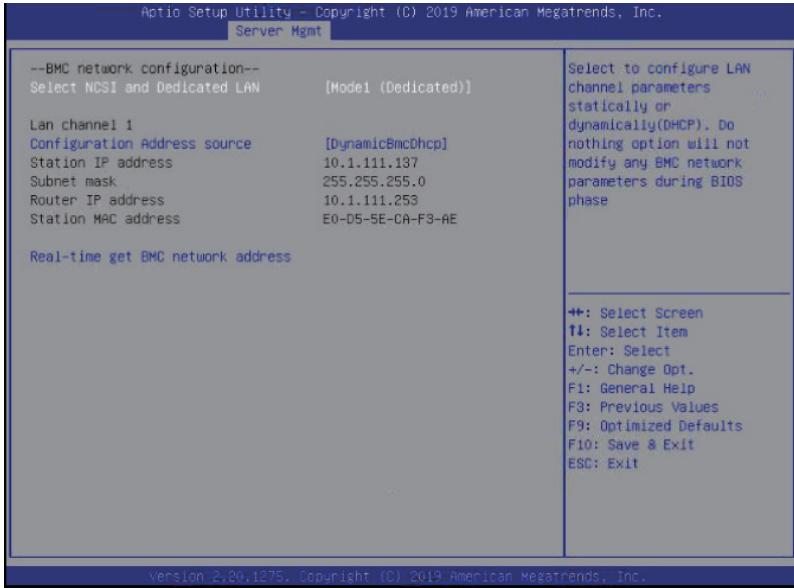 Aptio Setup Utility – Copyright (C) 2019 American Megatrends, Inc.
Server Mgmt
--BMC network configuration--
Select NCSI and Dedicated LAN [Mode1 (Dedicated)]
Lan channel 1
Configuration Address source [DynamicBmcDhcp]
Station IP address 10.1.111.137
Subnet mask 255.255.255.0
Router IP address 10.1.111.253
Station MAC address E0-D5-5E-CA-F3-AE
Real-time get BMC network address
Select to configure LAN
channel parameters
statically or
dynamically(DHCP). Do
nothing option will not
modify any BMC network
parameters during BIOS
phase
→←: Select Screen
↑↓: Select Item
Enter: Select
+/-: Change Opt.
F1: General Help
F3: Previous Values
F9: Optimized Defaults
F10: Save & Exit
ESC: Exit
Version 2.20.1275. Copyright (C) 2019 American Megatrends, Inc.